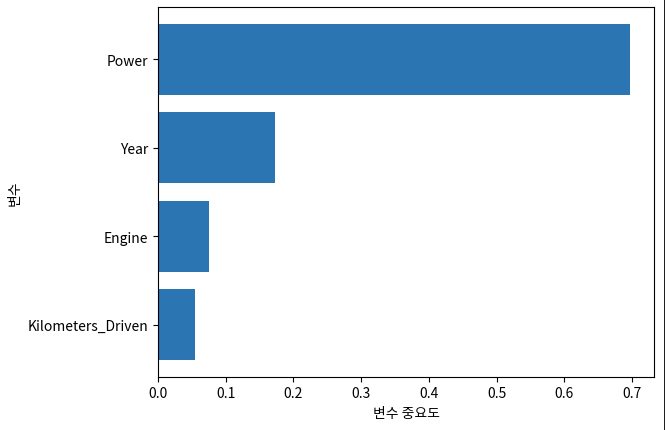 Power
Year
Engine
Kilometers_Driven
변수
0.0 0.1 0.2 0.3 0.4 0.5 0.6 0.7
변수 중요도